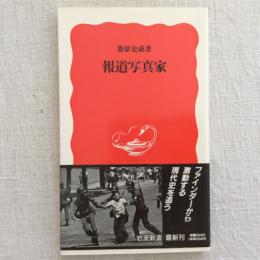 桑原史成著
報道写真家
ファインダーから
激動する
現代史を追う
岩波新書/最新刊